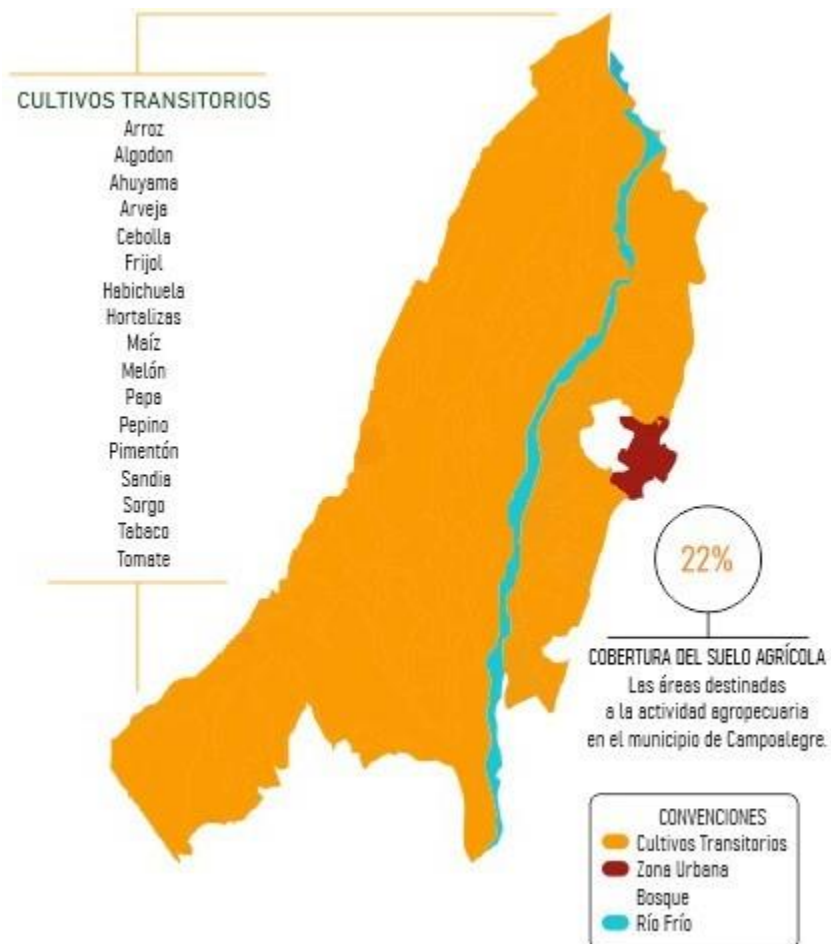 CULTIVOS TRANSITORIOS
Arroz
Algodon
Ahuyama
Arveja
Cebolla
Frijol
Habichuela
Hortalizas
Maíz
Melón
Papa
Pepino
Pimentón
Sandia
Sorgo
Tabaco
Tomate
22%
COBERTURA DEL SUELO AGRÍCOLA
Las áreas destinadas
a la actividad agropecuaria
en el municipio de Campoalegre.
CONVENCIONES
Cultivos Transitorios
Zona Urbana
Bosque
Río Frío